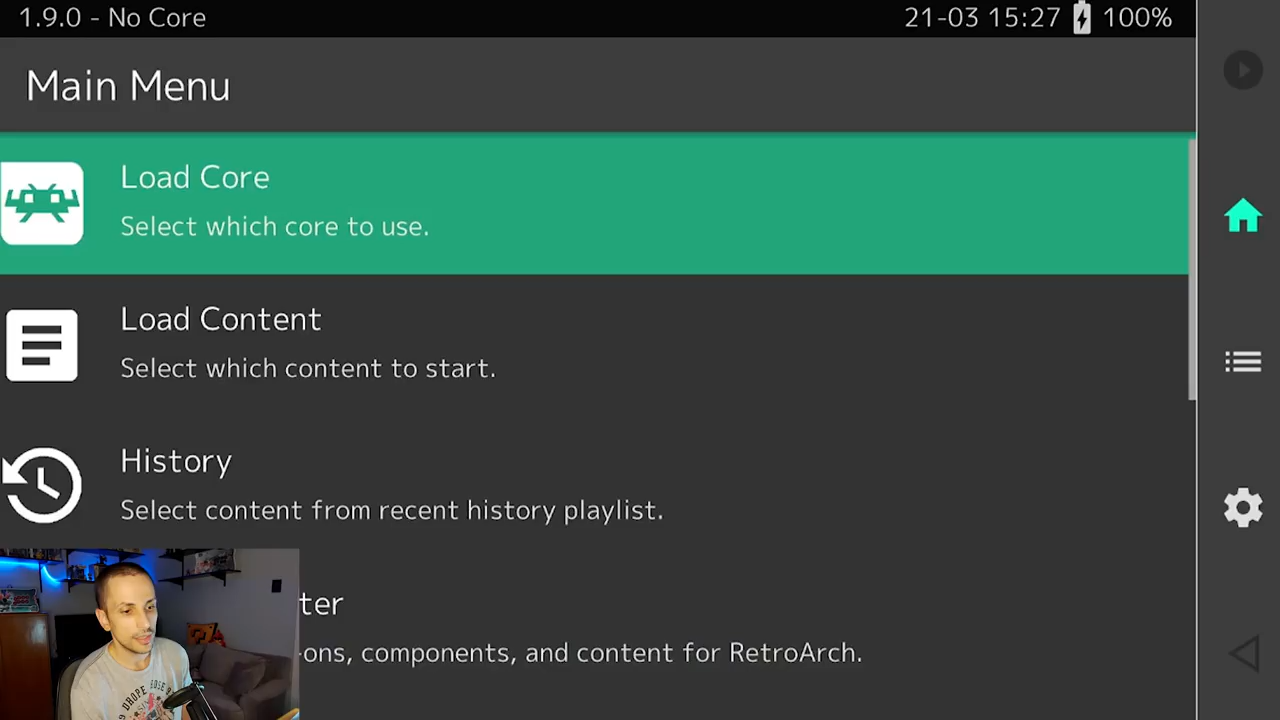 1.9.0 - No Core
21-03 15:27 100%
Main Menu
Load Core
Select which core to use.
Load Content
Select which content to start.
History
Select content from recent history playlist.
ter
-ons, components, and content for RetroArch.
DROPE ROSE